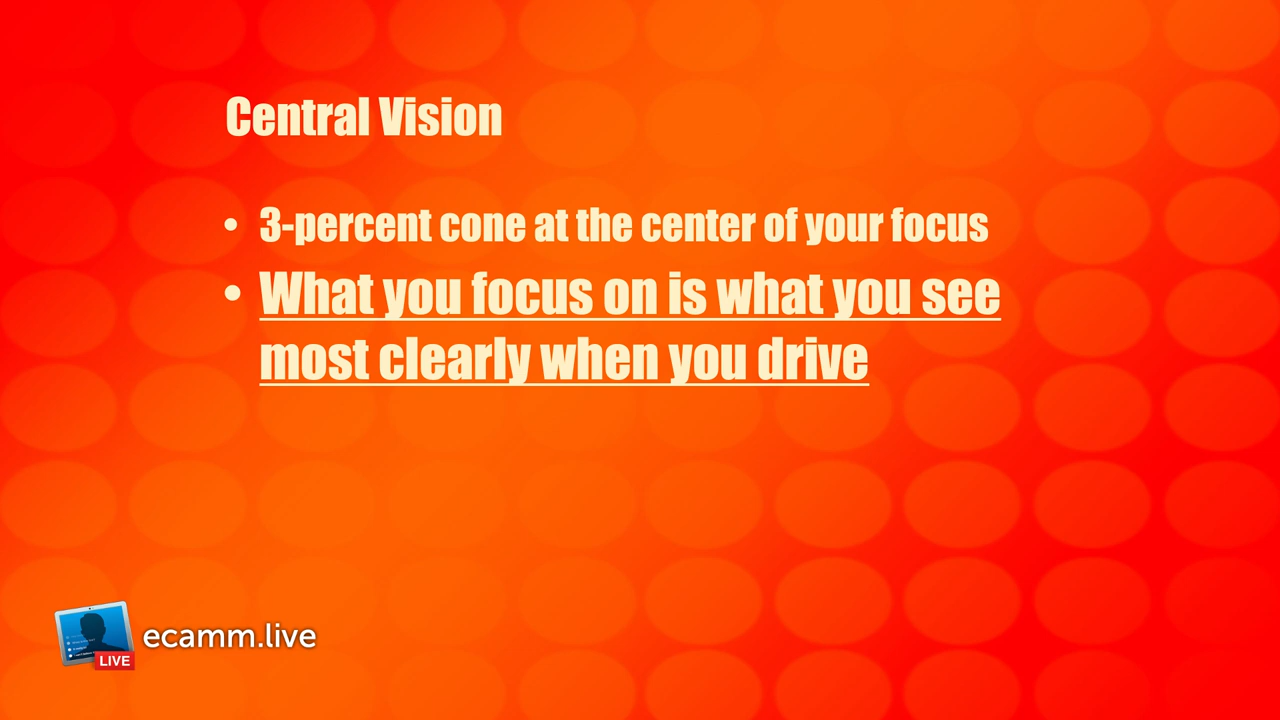 Central Vision
• 3-percent cone at the center of your focus
• What you focus on is what you see
most clearly when you drive
LIVE
ecamm.live